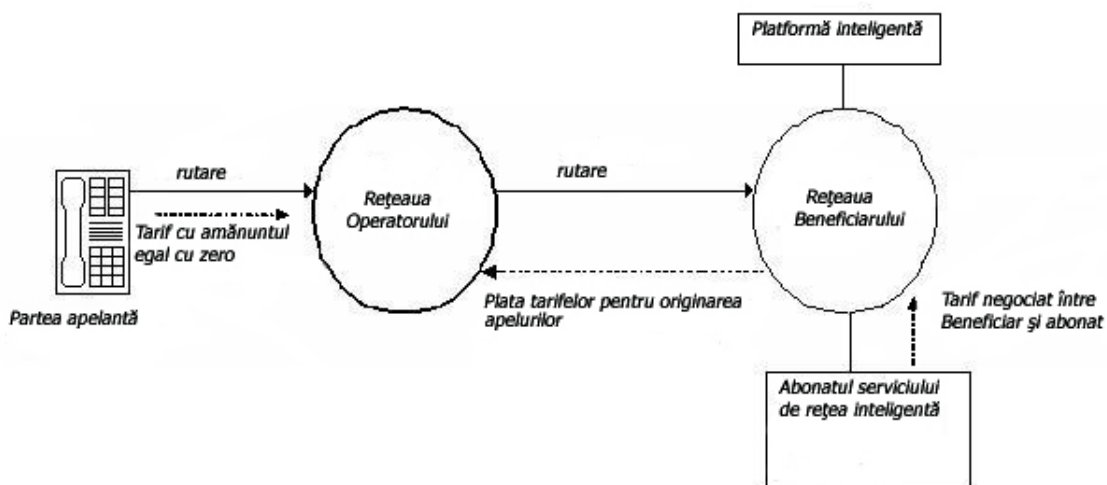 Platformă inteligentă
rutare
rutare
Reţeaua
Operatorului
Reţeaua
Beneficiarului
Tarif cu amănuntul
egal cu zero
Partea apelantă
Plata tarifelor pentru originarea
apelurilor
Tarif negociat între
Beneficiar şi abonat
Abonatul serviciului
de reţea inteligentă